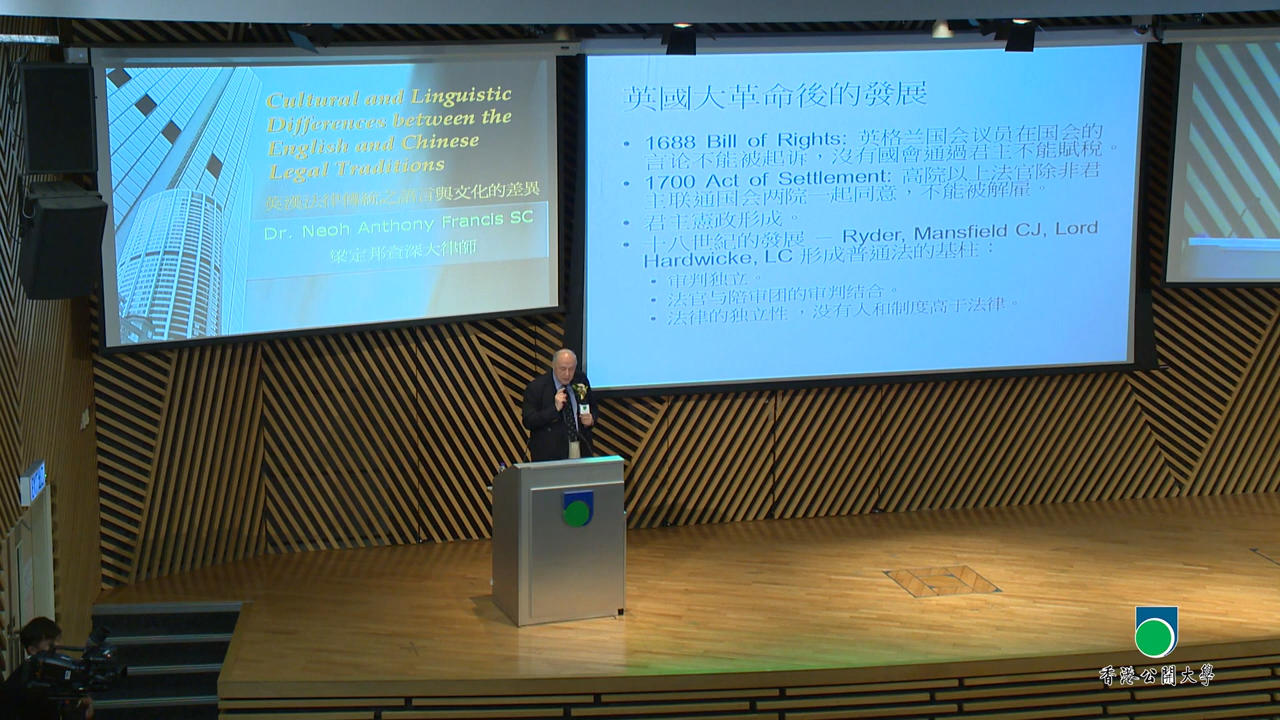 Cultural and Linguistic
Differences between the
English and Chinese
Legal Traditions
英漢法律傳統之語言與文化的差異
Dr. Neoh Anthony Francis SC
梁定邦資深大律師
英國大革命後的發展
• 1688 Bill of Rights: 英格兰国会议员在国会的
言论不能被起诉，沒有國會通過君主不能賦稅。
• 1700 Act of Settlement: 高院以上法官除非君
主联通国会两院一起同意，不能被解雇。
• 君主憲政形成。
• 十八世紀的發展 – Ryder, Mansfield CJ, Lord
Hardwicke, LC 形成普通法的基柱：
• 审判独立。
• 法官与陪审团的审判结合。
• 法律的独立性，没有人和制度高于法律。
香港公開大學